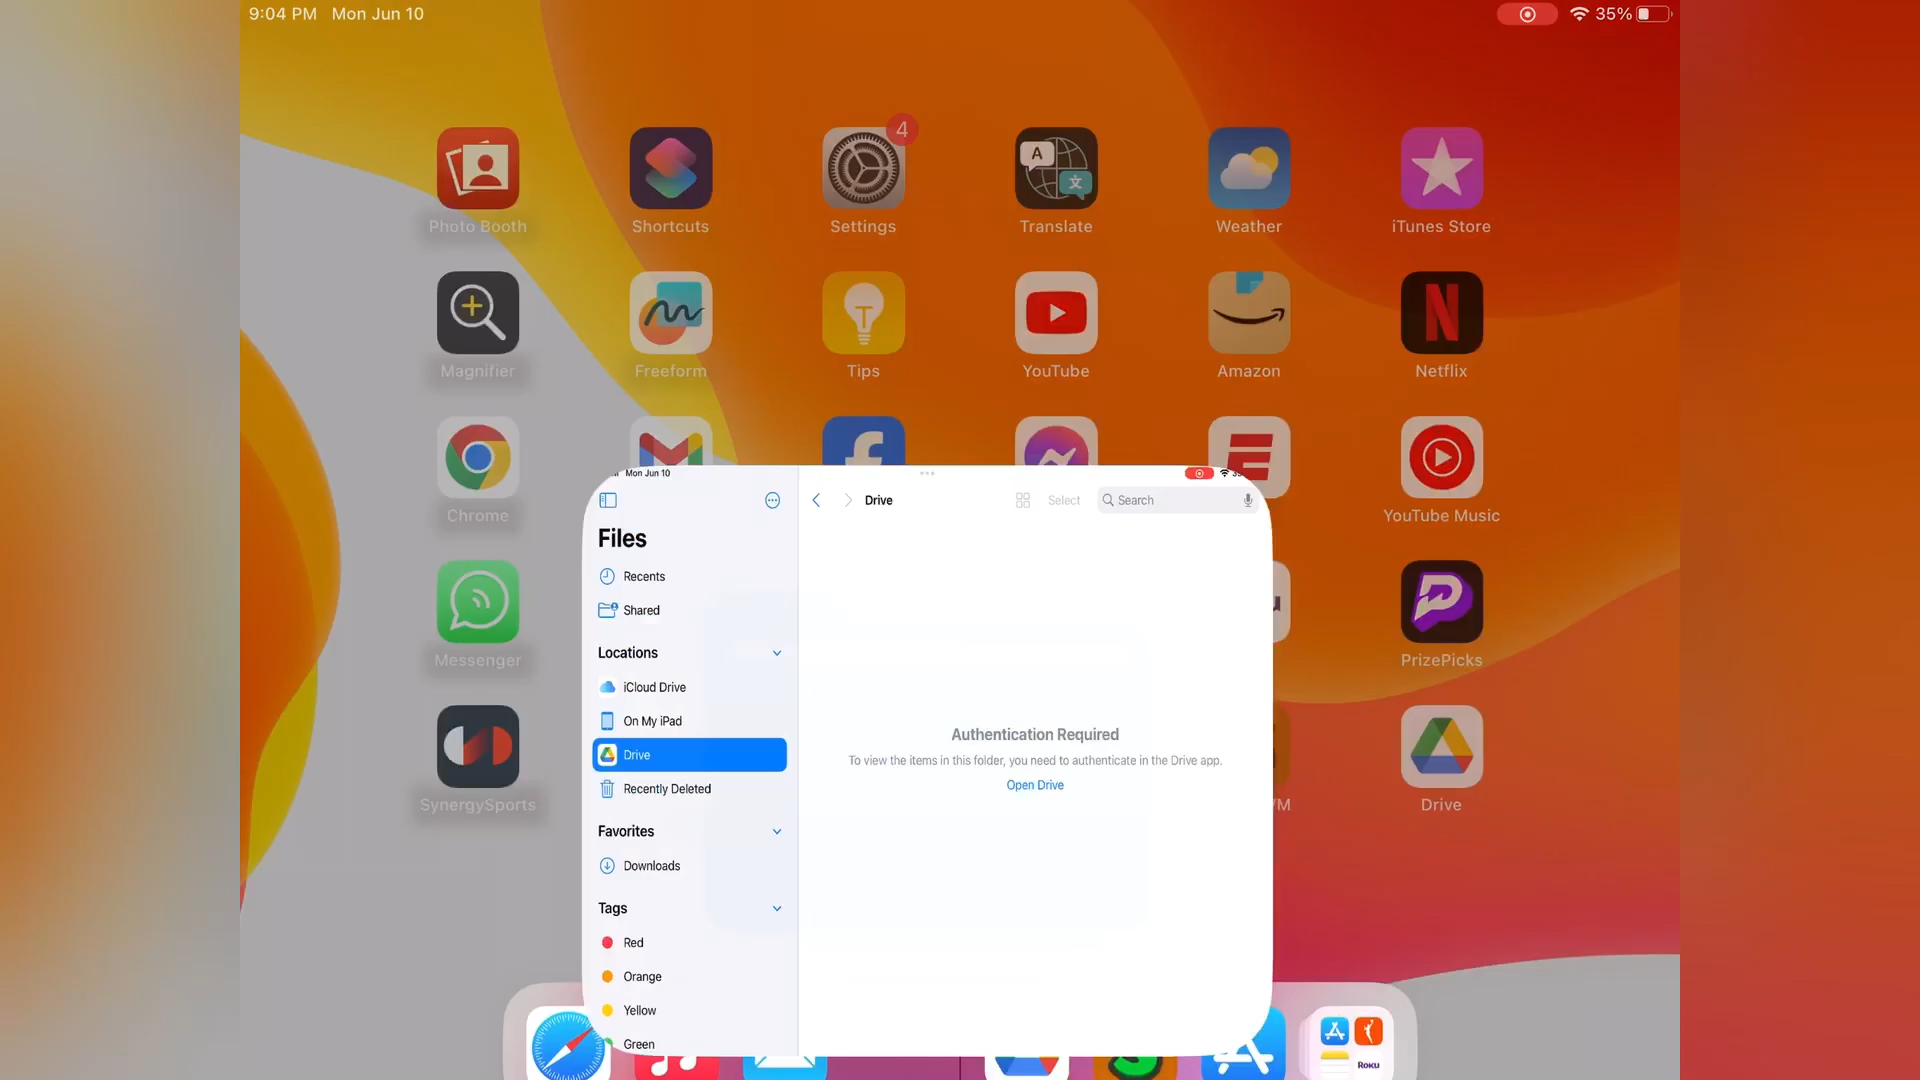 9:04 PM Mon Jun 10
35%
4
A
文
Photo Booth
Shortcuts
Settings
Translate
Weather
iTunes Store
Magnifier
Freeform
Tips
YouTube
Amazon
Netflix
Chrome
YouTube Music
Messenger
PrizePicks
SynergySports
Drive
Mon Jun 10
Drive
Select
Search
Files
Recents
Shared
Locations
iCloud Drive
On My iPad
Drive
Recently Deleted
Favorites
Downloads
Tags
Red
Orange
Yellow
Green
Authentication Required
To view the items in this folder, you need to authenticate in the Drive app.
Open Drive
Roku